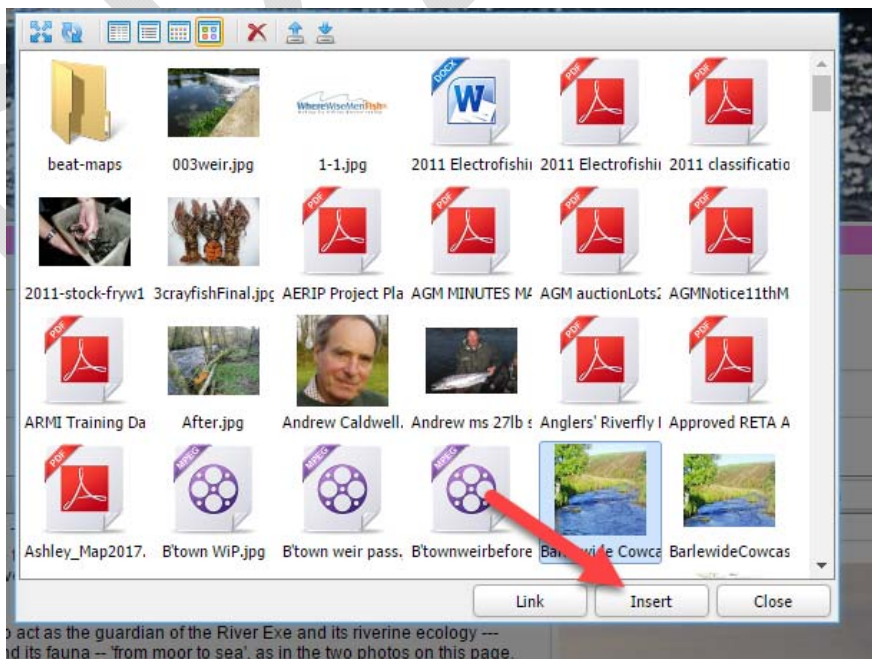 beat-maps 003weir.jpg 1-1.jpg 2011 Electrofishin 2011 Electrofishin 2011 classificatio
WhereWiseMenFish
DOCX
W
PDF
PDF
2011-stock-fryw1 3crayfishFinal.jpg AERIP Project Pla AGM MINUTES MA AGM auctionLots2 AGMNotice11thM
PDF
PDF
PDF
PDF
ARMI Training Da After.jpg Andrew Caldwell. Andrew ms 27lb s Anglers' Riverfly Approved RETA A
PDF
PDF
PDF
Ashley_Map2017. B'town WiP.jpg B'town weir pass. B'townweirbefore BarlewideCowcas
PDF
MPEG
MPEG
MPEG
Link Insert Close
o act as the guardian of the River Exe and its riverine ecology ---
nd its fauna -- 'from moor to sea', as in the two photos on this page.